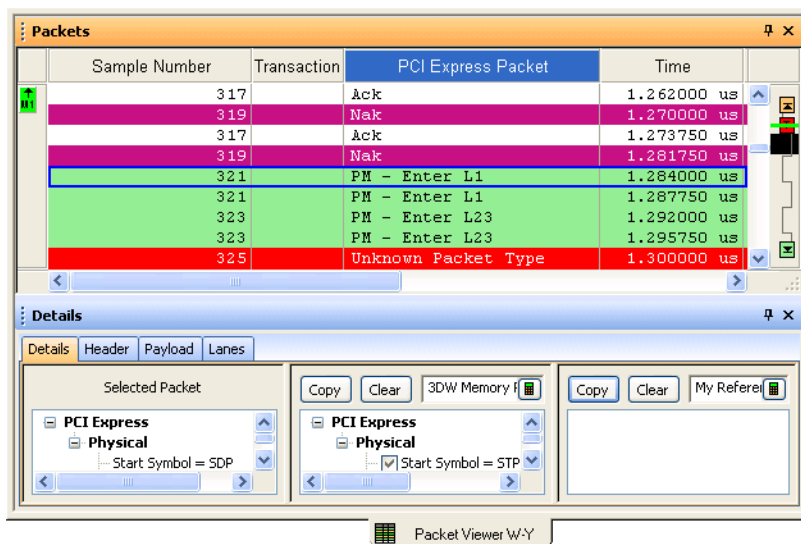 Packets
Sample Number Transaction PCI Express Packet Time
M1 317 Ack 1.262000 us
319 Nak 1.270000 us
317 Ack 1.273750 us
319 Nak 1.281750 us
321 PM - Enter L1 1.284000 us
321 PM - Enter L1 1.287750 us
323 PM - Enter L23 1.292000 us
323 PM - Enter L23 1.295750 us
325 Unknown Packet Type 1.300000 us
Details
Details Header Payload Lanes
Selected Packet Copy Clear 3DW Memory Copy Clear My Refere
PCI Express PCI Express
Physical Physical
Start Symbol = SDP Start Symbol = STP
Packet Viewer W-Y